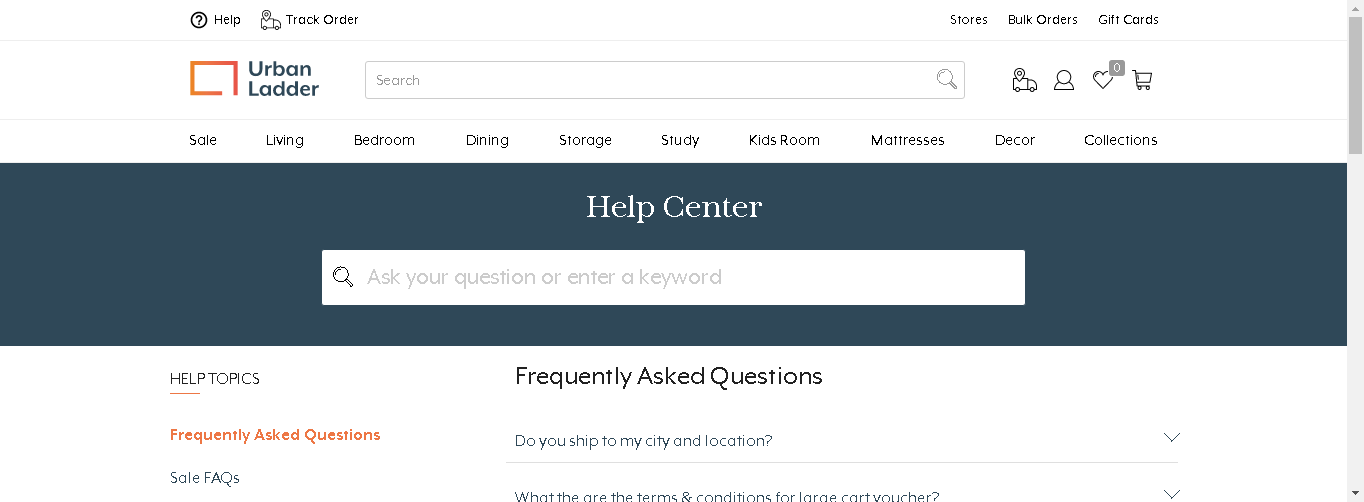 Help Track Order Stores Bulk Orders Gift Cards
Urban
Ladder
Search
0
Sale Living Bedroom Dining Storage Study Kids Room Mattresses Decor Collections
Help Center
Ask your question or enter a keyword
HELP TOPICS
Frequently Asked Questions
Sale FAQs
Frequently Asked Questions
Do you ship to my city and location?
What the are the terms & conditions for large cart voucher?